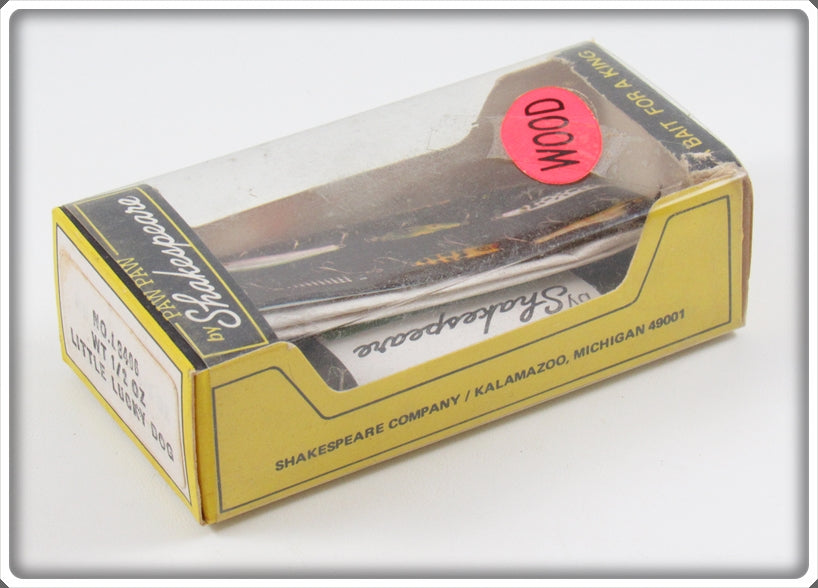 BAIT FOR A KING
WOOD
PAW PAW
by Shakespeare
by Shakespeare
WT 1/2 OZ
LITTLE LUCKY DOG
SHAKESPEARE COMPANY / KALAMAZOO, MICHIGAN 49001